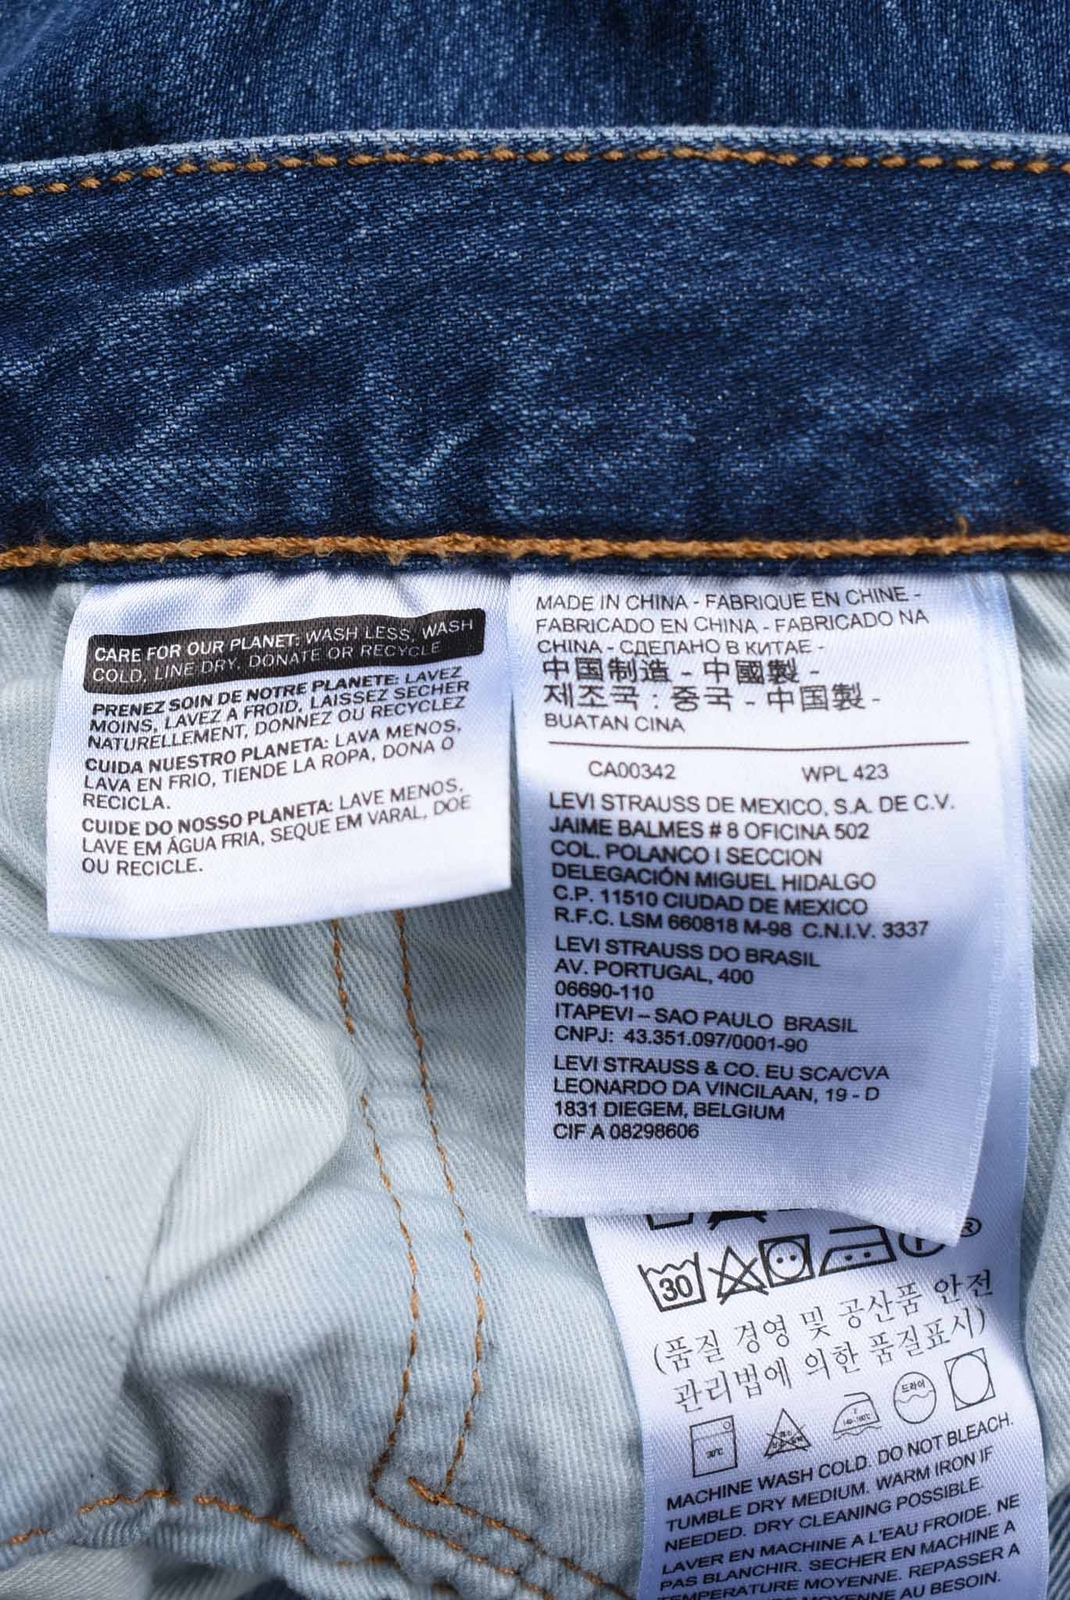 CARE FOR OUR PLANET: WASH LESS, WASH
COLD, LINE DRY, DONATE OR RECYCLE
PRENEZ SOIN DE NOTRE PLANETE: LAVEZ
MOINS, LAVEZ A FROID, LAISSEZ SECHER
NATURELLEMENT, DONNEZ OU RECYCLEZ
CUIDA NUESTRO PLANETA: LAVA MENOS,
LAVA EN FRIO, TIENDE LA ROPA, DONA O
RECICLA.
CUIDE DO NOSSO PLANETA: LAVE MENOS,
LAVE EM ÁGUA FRIA, SEQUE EM VARAL, DOE
OU RECICLE.
MADE IN CHINA - FABRIQUE EN CHINE -
FABRICADO EN CHINA - FABRICADO NA
CHINA - СДЕЛАНО В КИТАЕ -
中国制造 - 中國製 -
제조국 : 중국 - 中国製 -
BUATAN CINA
CA00342 WPL 423
LEVI STRAUSS DE MEXICO, S.A. DE C.V.
JAIME BALMES # 8 OFICINA 502
COL. POLANCO I SECCION
DELEGACIÓN MIGUEL HIDALGO
C.P. 11510 CIUDAD DE MEXICO
R.F.C. LSM 660818 M-98 C.N.I.V. 3337
LEVI STRAUSS DO BRASIL
AV. PORTUGAL, 400
06690-110
ITAPEVI – SAO PAULO BRASIL
CNPJ: 43.351.097/0001-90
LEVI STRAUSS & CO. EU SCA/CVA
LEONARDO DA VINCILAAN, 19 - D
1831 DIEGEM, BELGIUM
CIF A 08298606
30 P ®
(품질 경영 및 공산품 안전
관리법에 의한 품질표시)
30℃ 드라이
MACHINE WASH COLD. DO NOT BLEACH.
TUMBLE DRY MEDIUM. WARM IRON IF
NEEDED. DRY CLEANING POSSIBLE.
LAVER EN MACHINE A L'EAU FROIDE. NE
PAS BLANCHIR. SECHER EN MACHINE A
TEMPERATURE MOYENNE. REPASSER A
MOYENNE AU BESOIN.